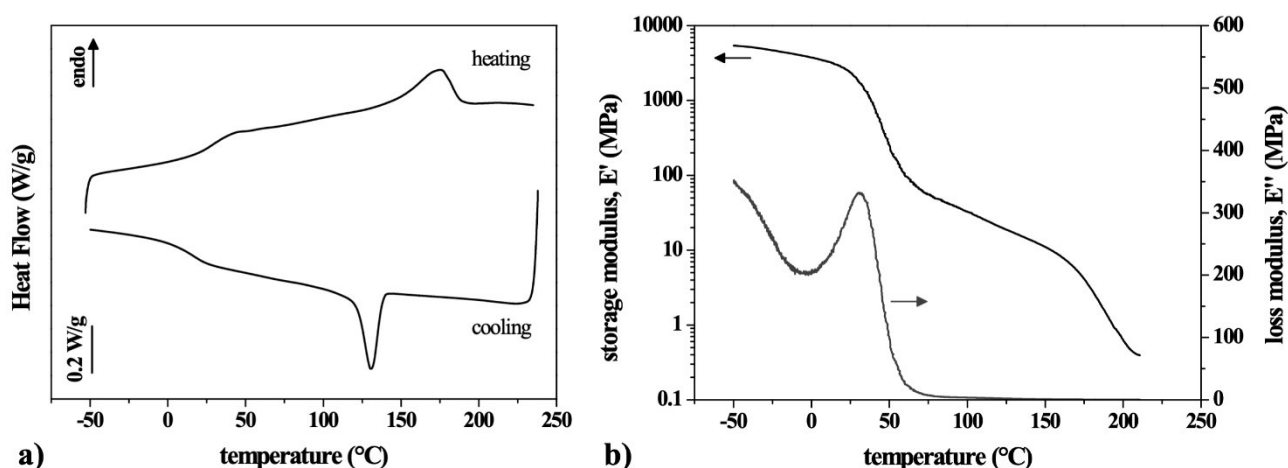 endo
heating
Heat Flow (W/g)
0.2 W/g
cooling
-50 0 50 100 150 200 250
temperature (°C)
a)
10000
1000
100
10
1
0.1
storage modulus, E' (MPa)
600
500
400
300
200
100
0
loss modulus, E'' (MPa)
-50 0 50 100 150 200 250
temperature (°C)
b)